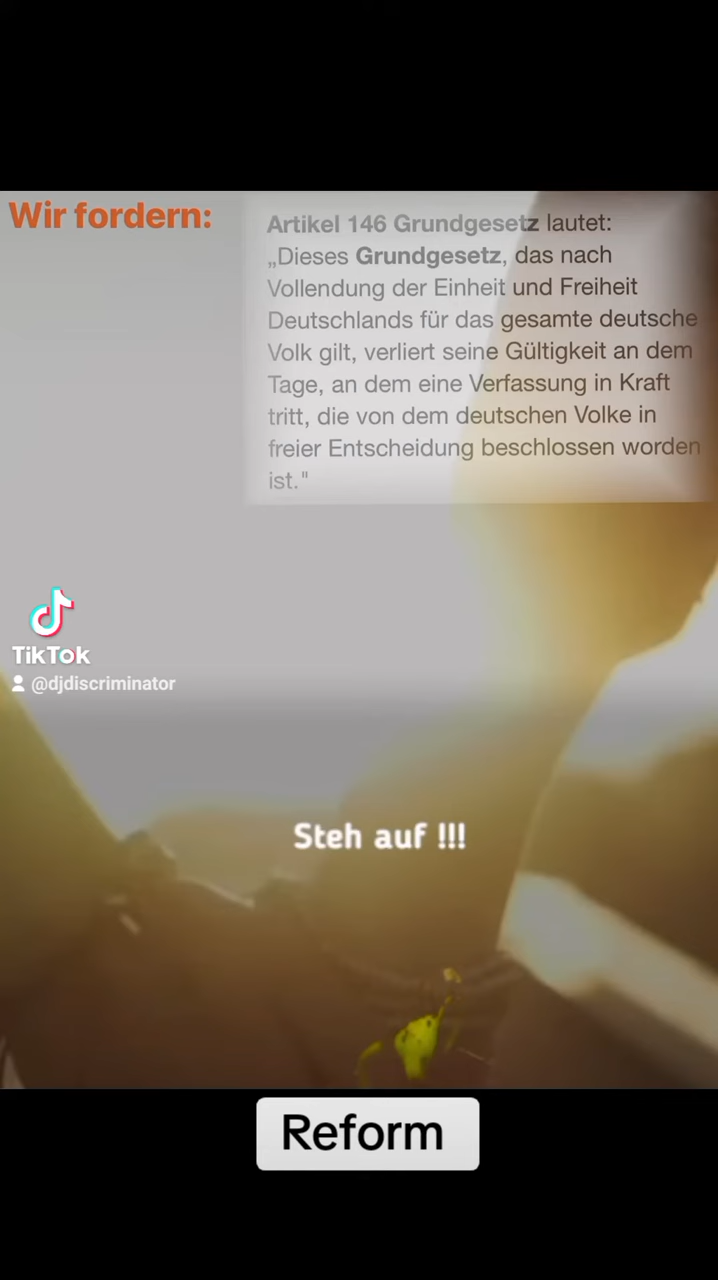 Wir fordern:
Artikel 146 Grundgesetz lautet:
„Dieses Grundgesetz, das nach
Vollendung der Einheit und Freiheit
Deutschlands für das gesamte deutsche
Volk gilt, verliert seine Gültigkeit an dem
Tage, an dem eine Verfassung in Kraft
tritt, die von dem deutschen Volke in
freier Entscheidung beschlossen worden
ist."
TikTok
@djdiscriminator
Steh auf !!!
Reform